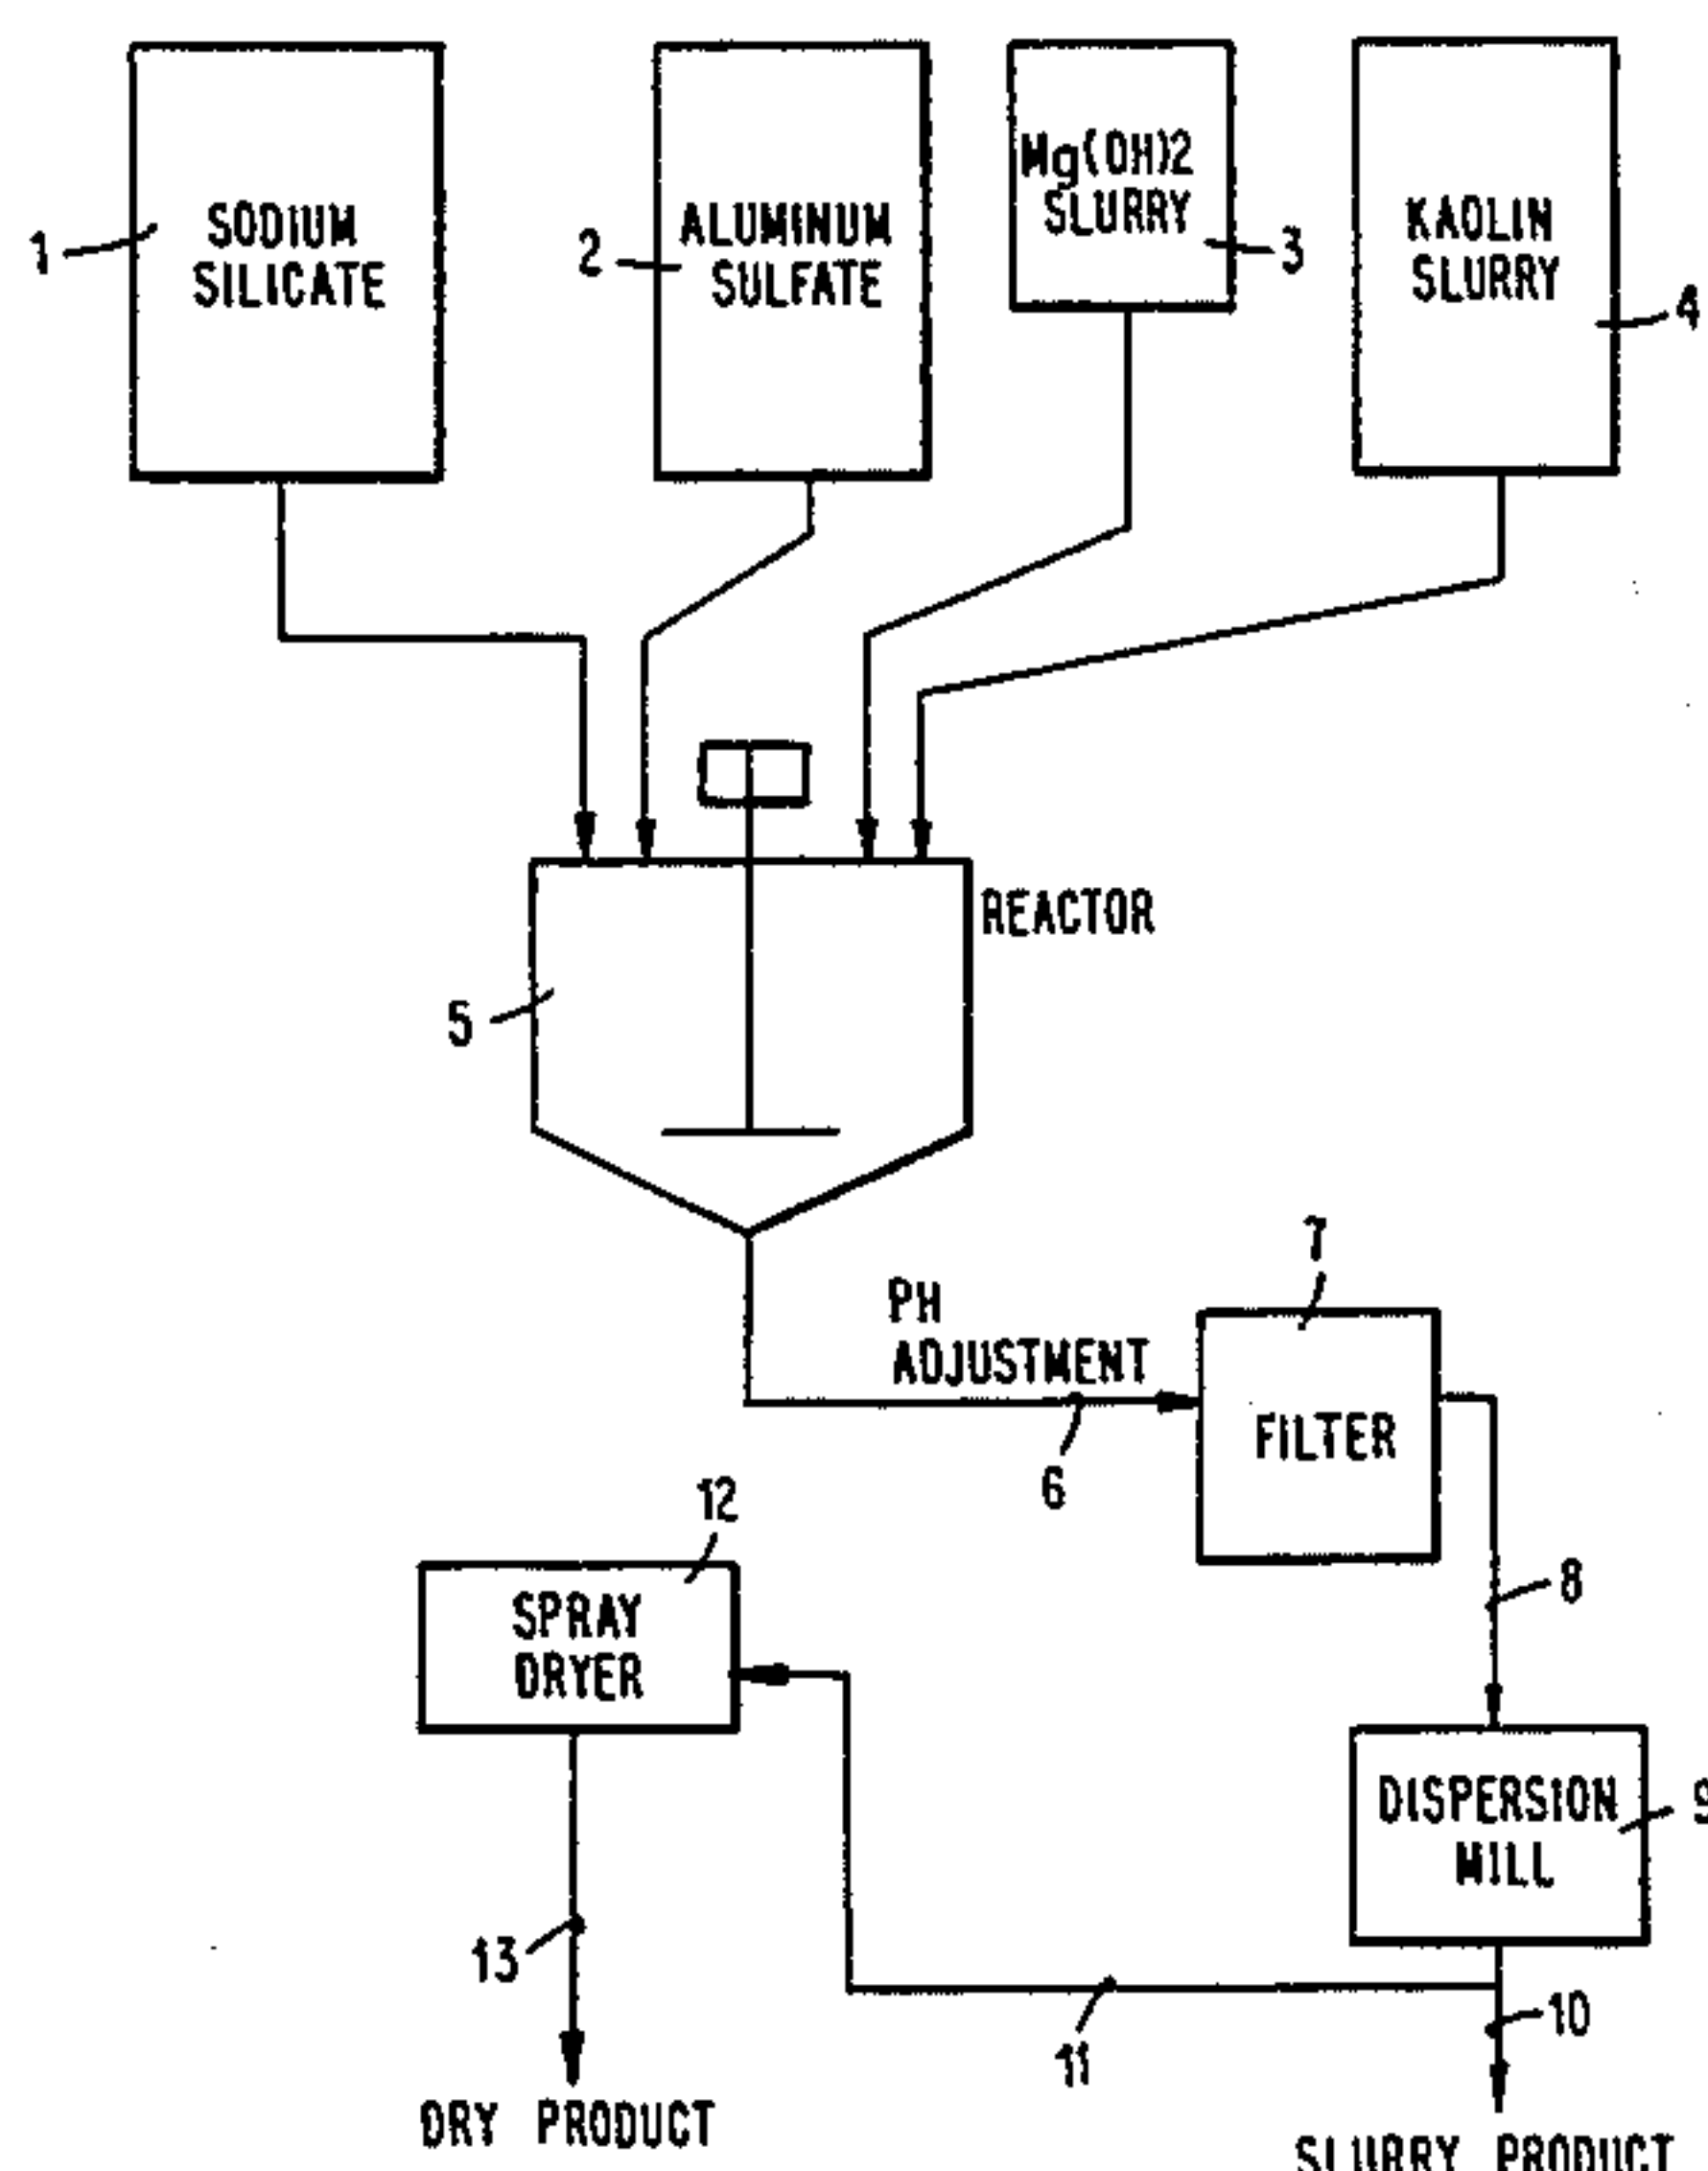 1
SODIUM
SILICATE
2
ALUMINUM
SULFATE
Mg(OH)2
SLURRY
3
KAOLIN
SLURRY
4
REACTOR
5
PH
ADJUSTMENT
6
7
FILTER
8
12
SPRAY
DRYER
DISPERSION
MILL
9
13
11
10
DRY PRODUCT
SLURRY PRODUCT